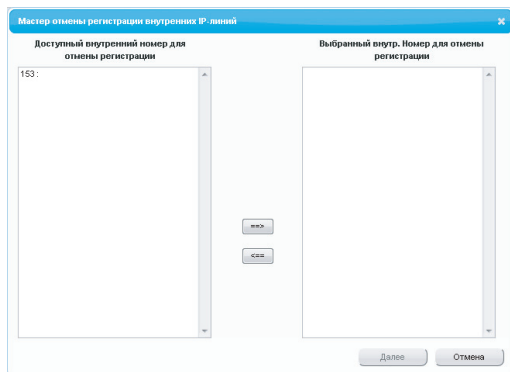 Мастер отмены регистрации внутренних IP-линий
Доступный внутренний номер для
отмены регистрации
Выбранный внутр. Номер для отмены
регистрации
153 :
==>
<==
Далее
Отмена